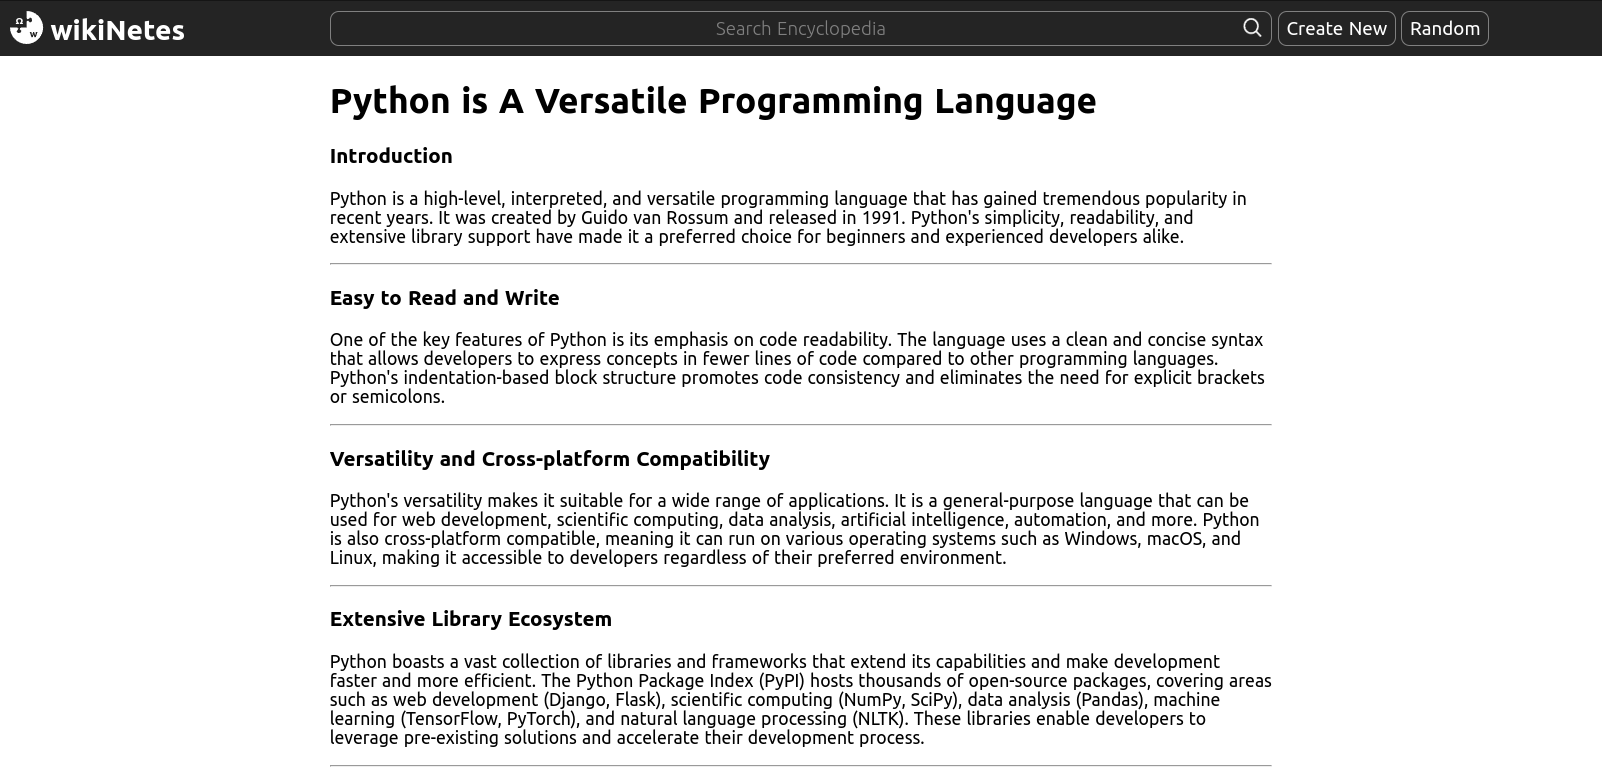 Ω
w
wikiNetes
Search Encyclopedia
Create New
Random
Python is A Versatile Programming Language
Introduction
Python is a high-level, interpreted, and versatile programming language that has gained tremendous popularity in
recent years. It was created by Guido van Rossum and released in 1991. Python's simplicity, readability, and
extensive library support have made it a preferred choice for beginners and experienced developers alike.
Easy to Read and Write
One of the key features of Python is its emphasis on code readability. The language uses a clean and concise syntax
that allows developers to express concepts in fewer lines of code compared to other programming languages.
Python's indentation-based block structure promotes code consistency and eliminates the need for explicit brackets
or semicolons.
Versatility and Cross-platform Compatibility
Python's versatility makes it suitable for a wide range of applications. It is a general-purpose language that can be
used for web development, scientific computing, data analysis, artificial intelligence, automation, and more. Python
is also cross-platform compatible, meaning it can run on various operating systems such as Windows, macOS, and
Linux, making it accessible to developers regardless of their preferred environment.
Extensive Library Ecosystem
Python boasts a vast collection of libraries and frameworks that extend its capabilities and make development
faster and more efficient. The Python Package Index (PyPI) hosts thousands of open-source packages, covering areas
such as web development (Django, Flask), scientific computing (NumPy, SciPy), data analysis (Pandas), machine
learning (TensorFlow, PyTorch), and natural language processing (NLTK). These libraries enable developers to
leverage pre-existing solutions and accelerate their development process.